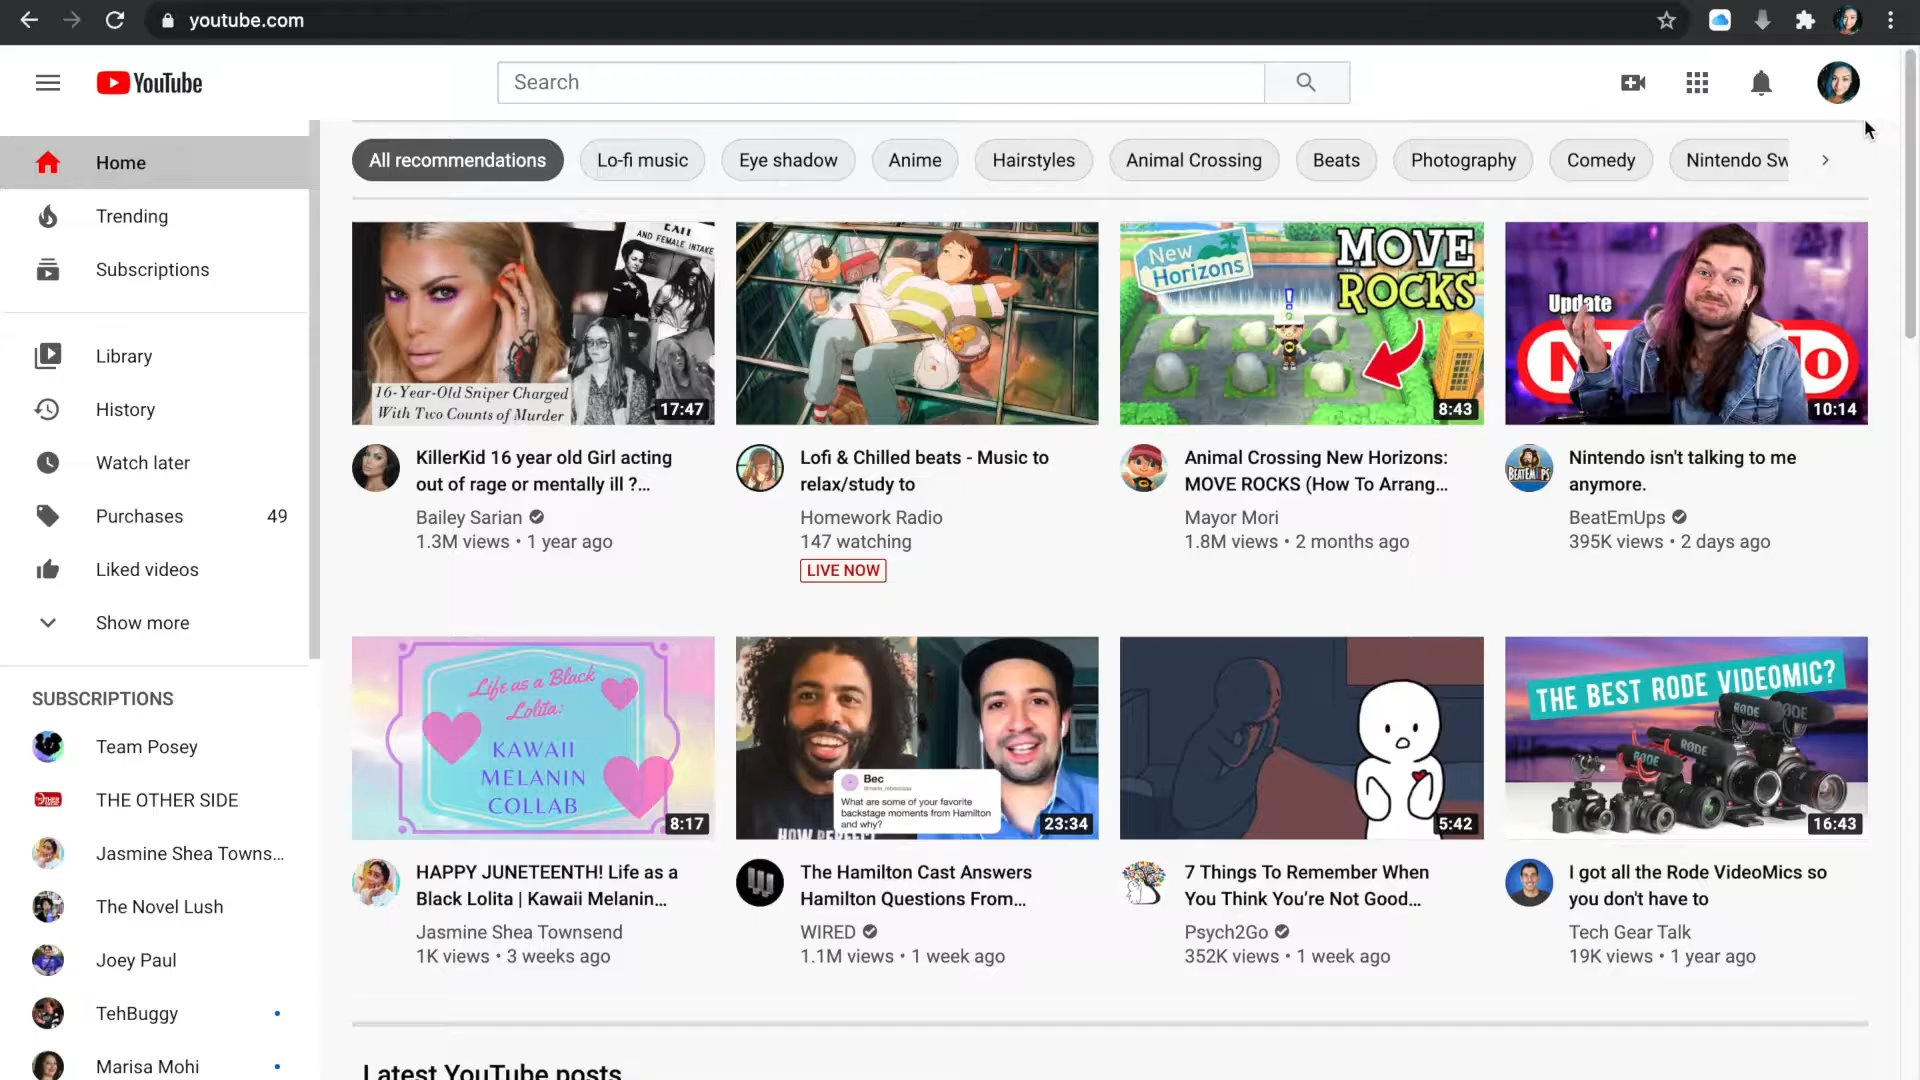 youtube.com
YouTube
Search
Home
Trending
Subscriptions
Library
History
Watch later
Purchases 49
Liked videos
Show more
SUBSCRIPTIONS
Team Posey
THE OTHER SIDE
Jasmine Shea Towns...
The Novel Lush
Joey Paul
TehBuggy
Marisa Mohi
All recommendations
Lo-fi music
Eye shadow
Anime
Hairstyles
Animal Crossing
Beats
Photography
Comedy
Nintendo Sw
AND FEMALE INTAKE
16-Year-Old Sniper Charged
With Two Counts of Murder
17:47
KillerKid 16 year old Girl acting
out of rage or mentally ill ?...
Bailey Sarian
1.3M views • 1 year ago
Lofi & Chilled beats - Music to
relax/study to
Homework Radio
147 watching
LIVE NOW
New
Horizons
MOVE
ROCKS
8:43
Animal Crossing New Horizons:
MOVE ROCKS (How To Arrang...
Mayor Mori
1.8M views • 2 months ago
Update
N do
10:14
BEATEMUPS
Nintendo isn't talking to me
anymore.
BeatEmUps
395K views • 2 days ago
Life as a Black
Lolita:
KAWAII
MELANIN
COLLAB
8:17
HAPPY JUNETEENTH! Life as a
Black Lolita | Kawaii Melanin...
Jasmine Shea Townsend
1K views • 3 weeks ago
Bec
What are some of your favorite
backstage moments from Hamilton
and why?
23:34
The Hamilton Cast Answers
Hamilton Questions From...
WIRED
1.1M views • 1 week ago
5:42
7 Things To Remember When
You Think You’re Not Good...
Psych2Go
352K views • 1 week ago
THE BEST RODE VIDEOMIC?
RØDE
RØDE
RØDE
16:43
I got all the Rode VideoMics so
you don't have to
Tech Gear Talk
19K views • 1 year ago
Latest YouTube posts